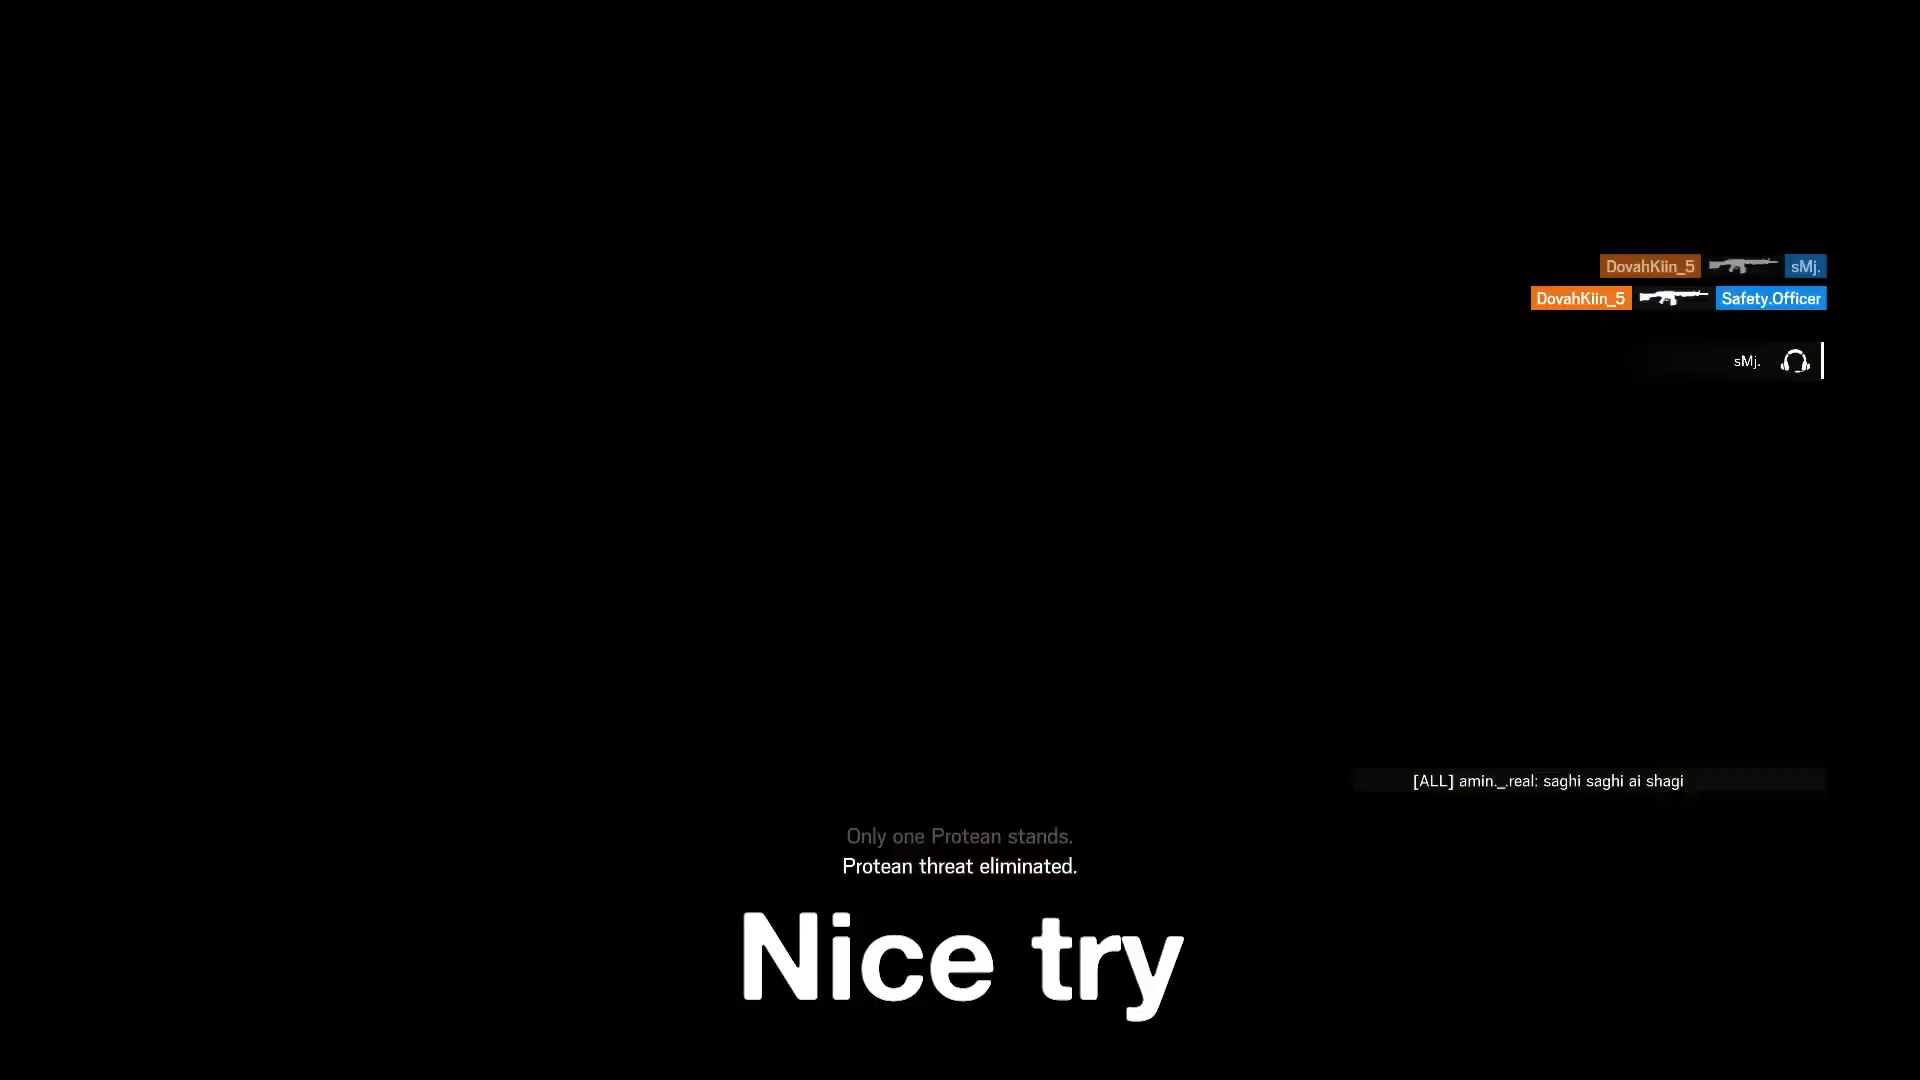 DovahKiin_5 sMj.
DovahKiin_5 Safety.Officer
sMj.
[ALL] amin._.real: saghi saghi ai shagi
Only one Protean stands.
Protean threat eliminated.
Nice try